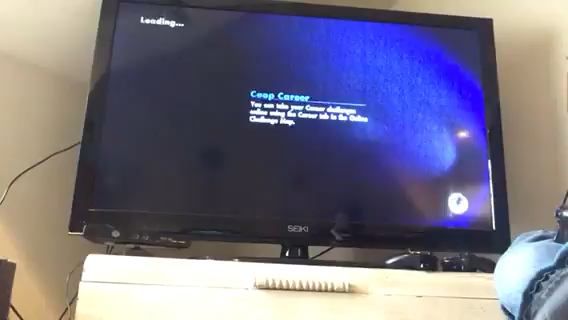 Loading...
Coop Career
You can take your Career challenges
online using the Career tab in the Online
Challenge Map.
SEIKI